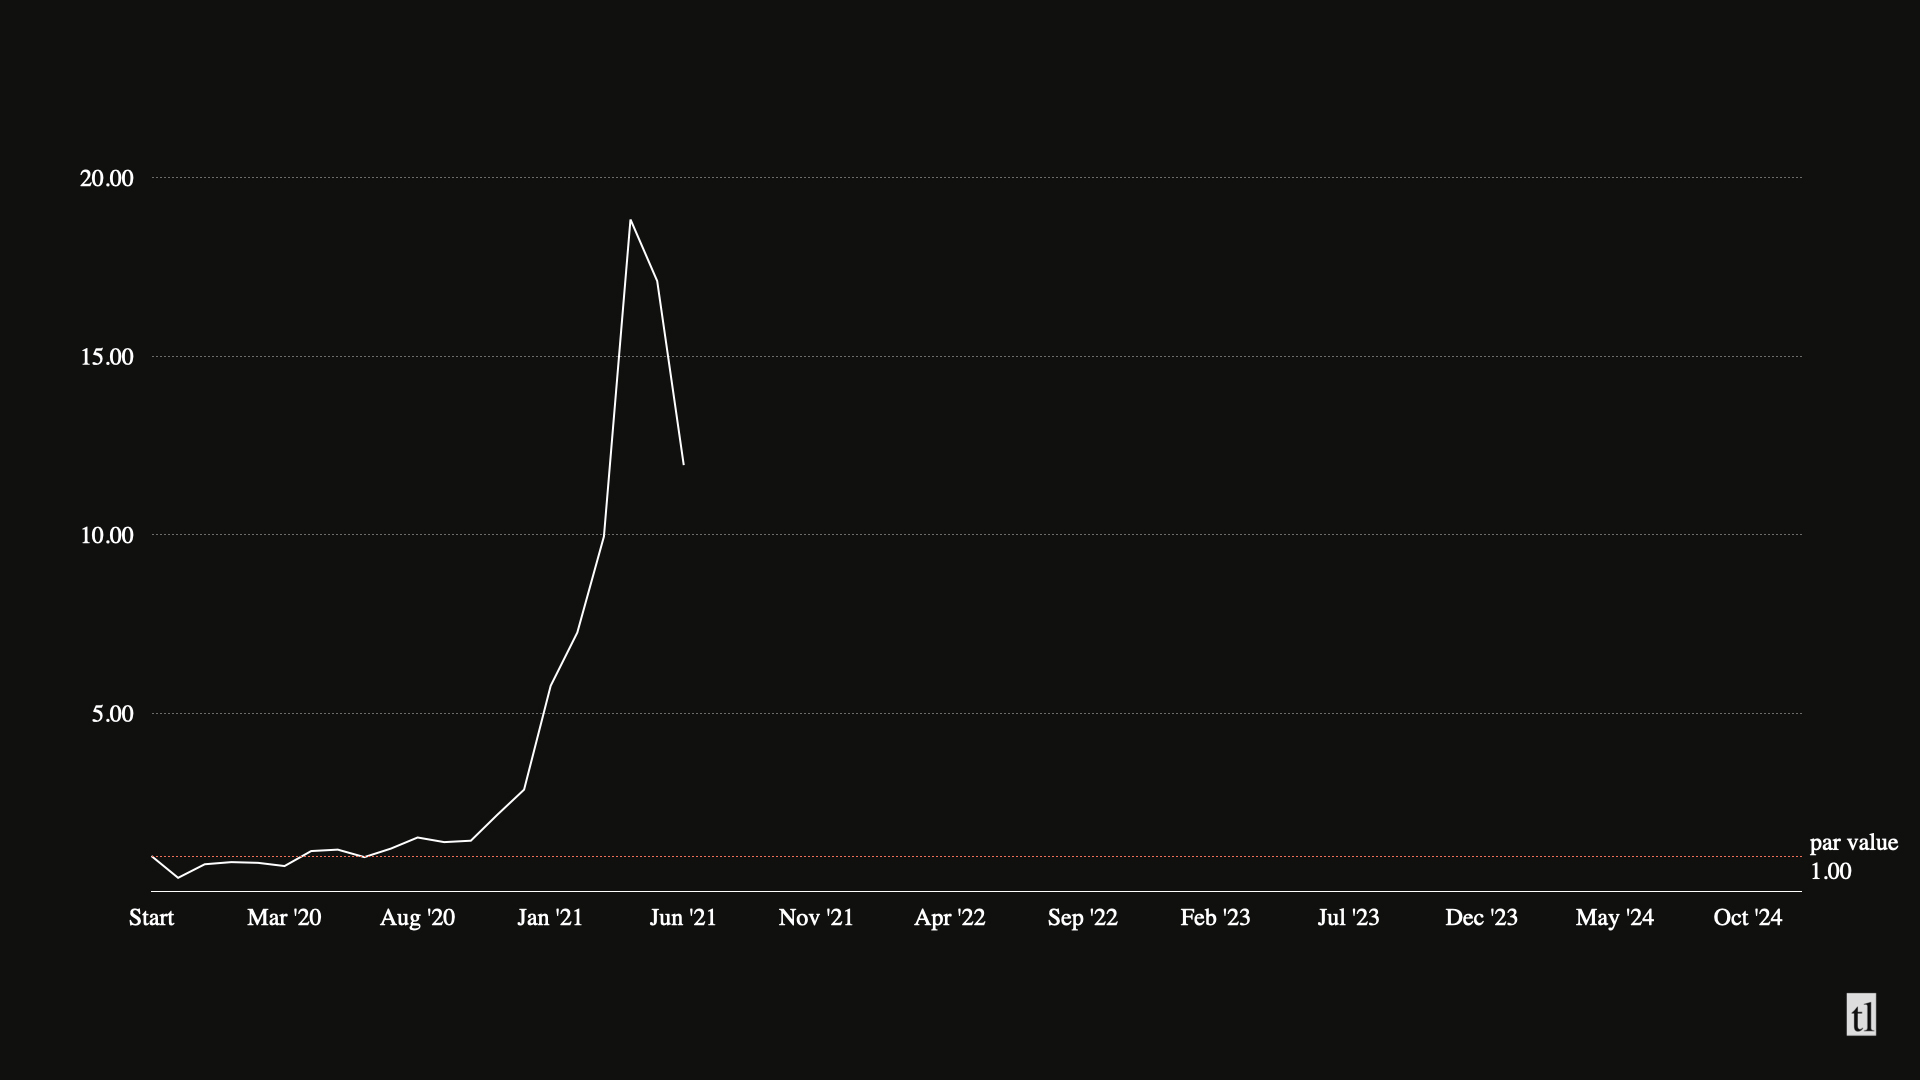 20.00
15.00
10.00
5.00
par value
1.00
Start
Mar '20
Aug '20
Jan '21
Jun '21
Nov '21
Apr '22
Sep '22
Feb '23
Jul '23
Dec '23
May '24
Oct '24
tl